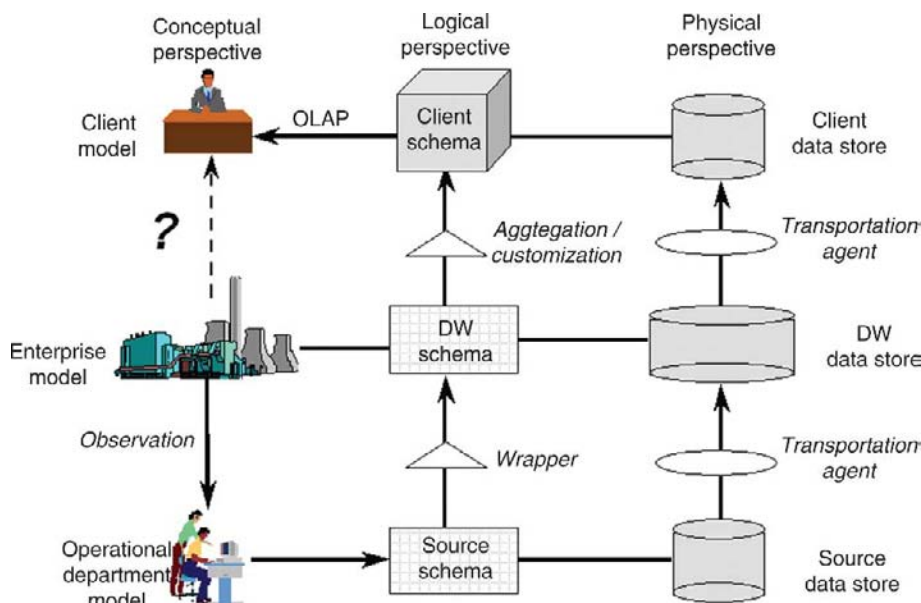 Conceptual
perspective
Logical
perspective
Physical
perspective
Client
model
OLAP
Client
schema
Client
data store
?
Aggtegation /
customization
Transportation
agent
Enterprise
model
DW
schema
DW
data store
Observation
Wrapper
Transportation
agent
Operational
department
model
Source
schema
Source
data store